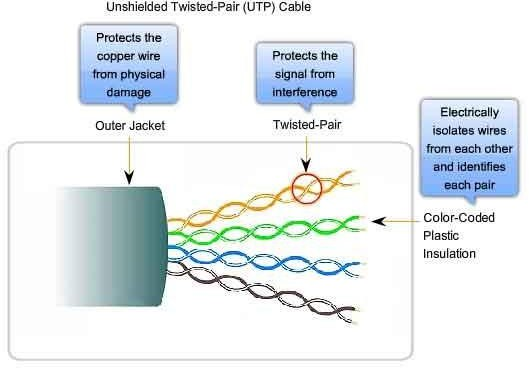 Unshielded Twisted-Pair (UTP) Cable
Protects the
copper wire
from physical
damage
Outer Jacket
Protects the
signal from
interference
Twisted-Pair
Electrically
isolates wires
from each other
and identifies
each pair
Color-Coded
Plastic
Insulation